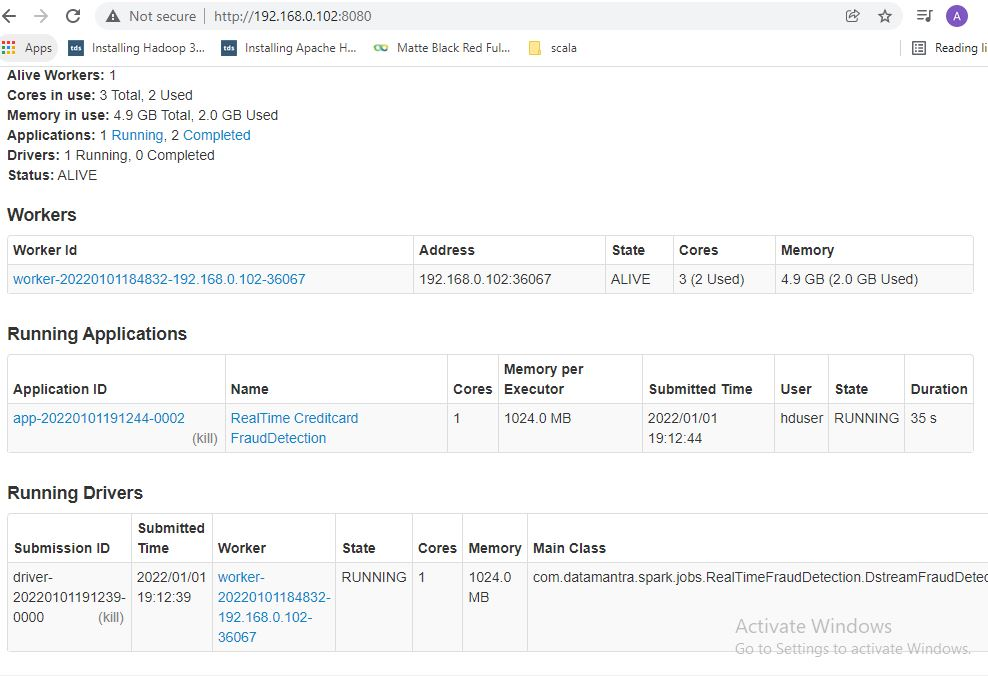 Not secure | http://192.168.0.102:8080
A
Apps tds Installing Hadoop 3... tds Installing Apache H... Matte Black Red Ful... scala Reading li
Alive Workers: 1
Cores in use: 3 Total, 2 Used
Memory in use: 4.9 GB Total, 2.0 GB Used
Applications: 1 Running, 2 Completed
Drivers: 1 Running, 0 Completed
Status: ALIVE
Workers
Worker Id Address State Cores Memory
worker-20220101184832-192.168.0.102-36067 192.168.0.102:36067 ALIVE 3 (2 Used) 4.9 GB (2.0 GB Used)
Running Applications
Memory per
Application ID Name Cores Executor Submitted Time User State Duration
app-20220101191244-0002 RealTime Creditcard 1 1024.0 MB 2022/01/01 hduser RUNNING 35 s
(kill) FraudDetection 19:12:44
Running Drivers
Submitted
Submission ID Time Worker State Cores Memory Main Class
driver- 2022/01/01 worker- RUNNING 1 1024.0 com.datamantra.spark.jobs.RealTimeFraudDetection.DstreamFraudDetec
20220101191239- 19:12:39 20220101184832- MB
0000 (kill) 192.168.0.102-
36067
Activate Windows
Go to Settings to activate Windows.